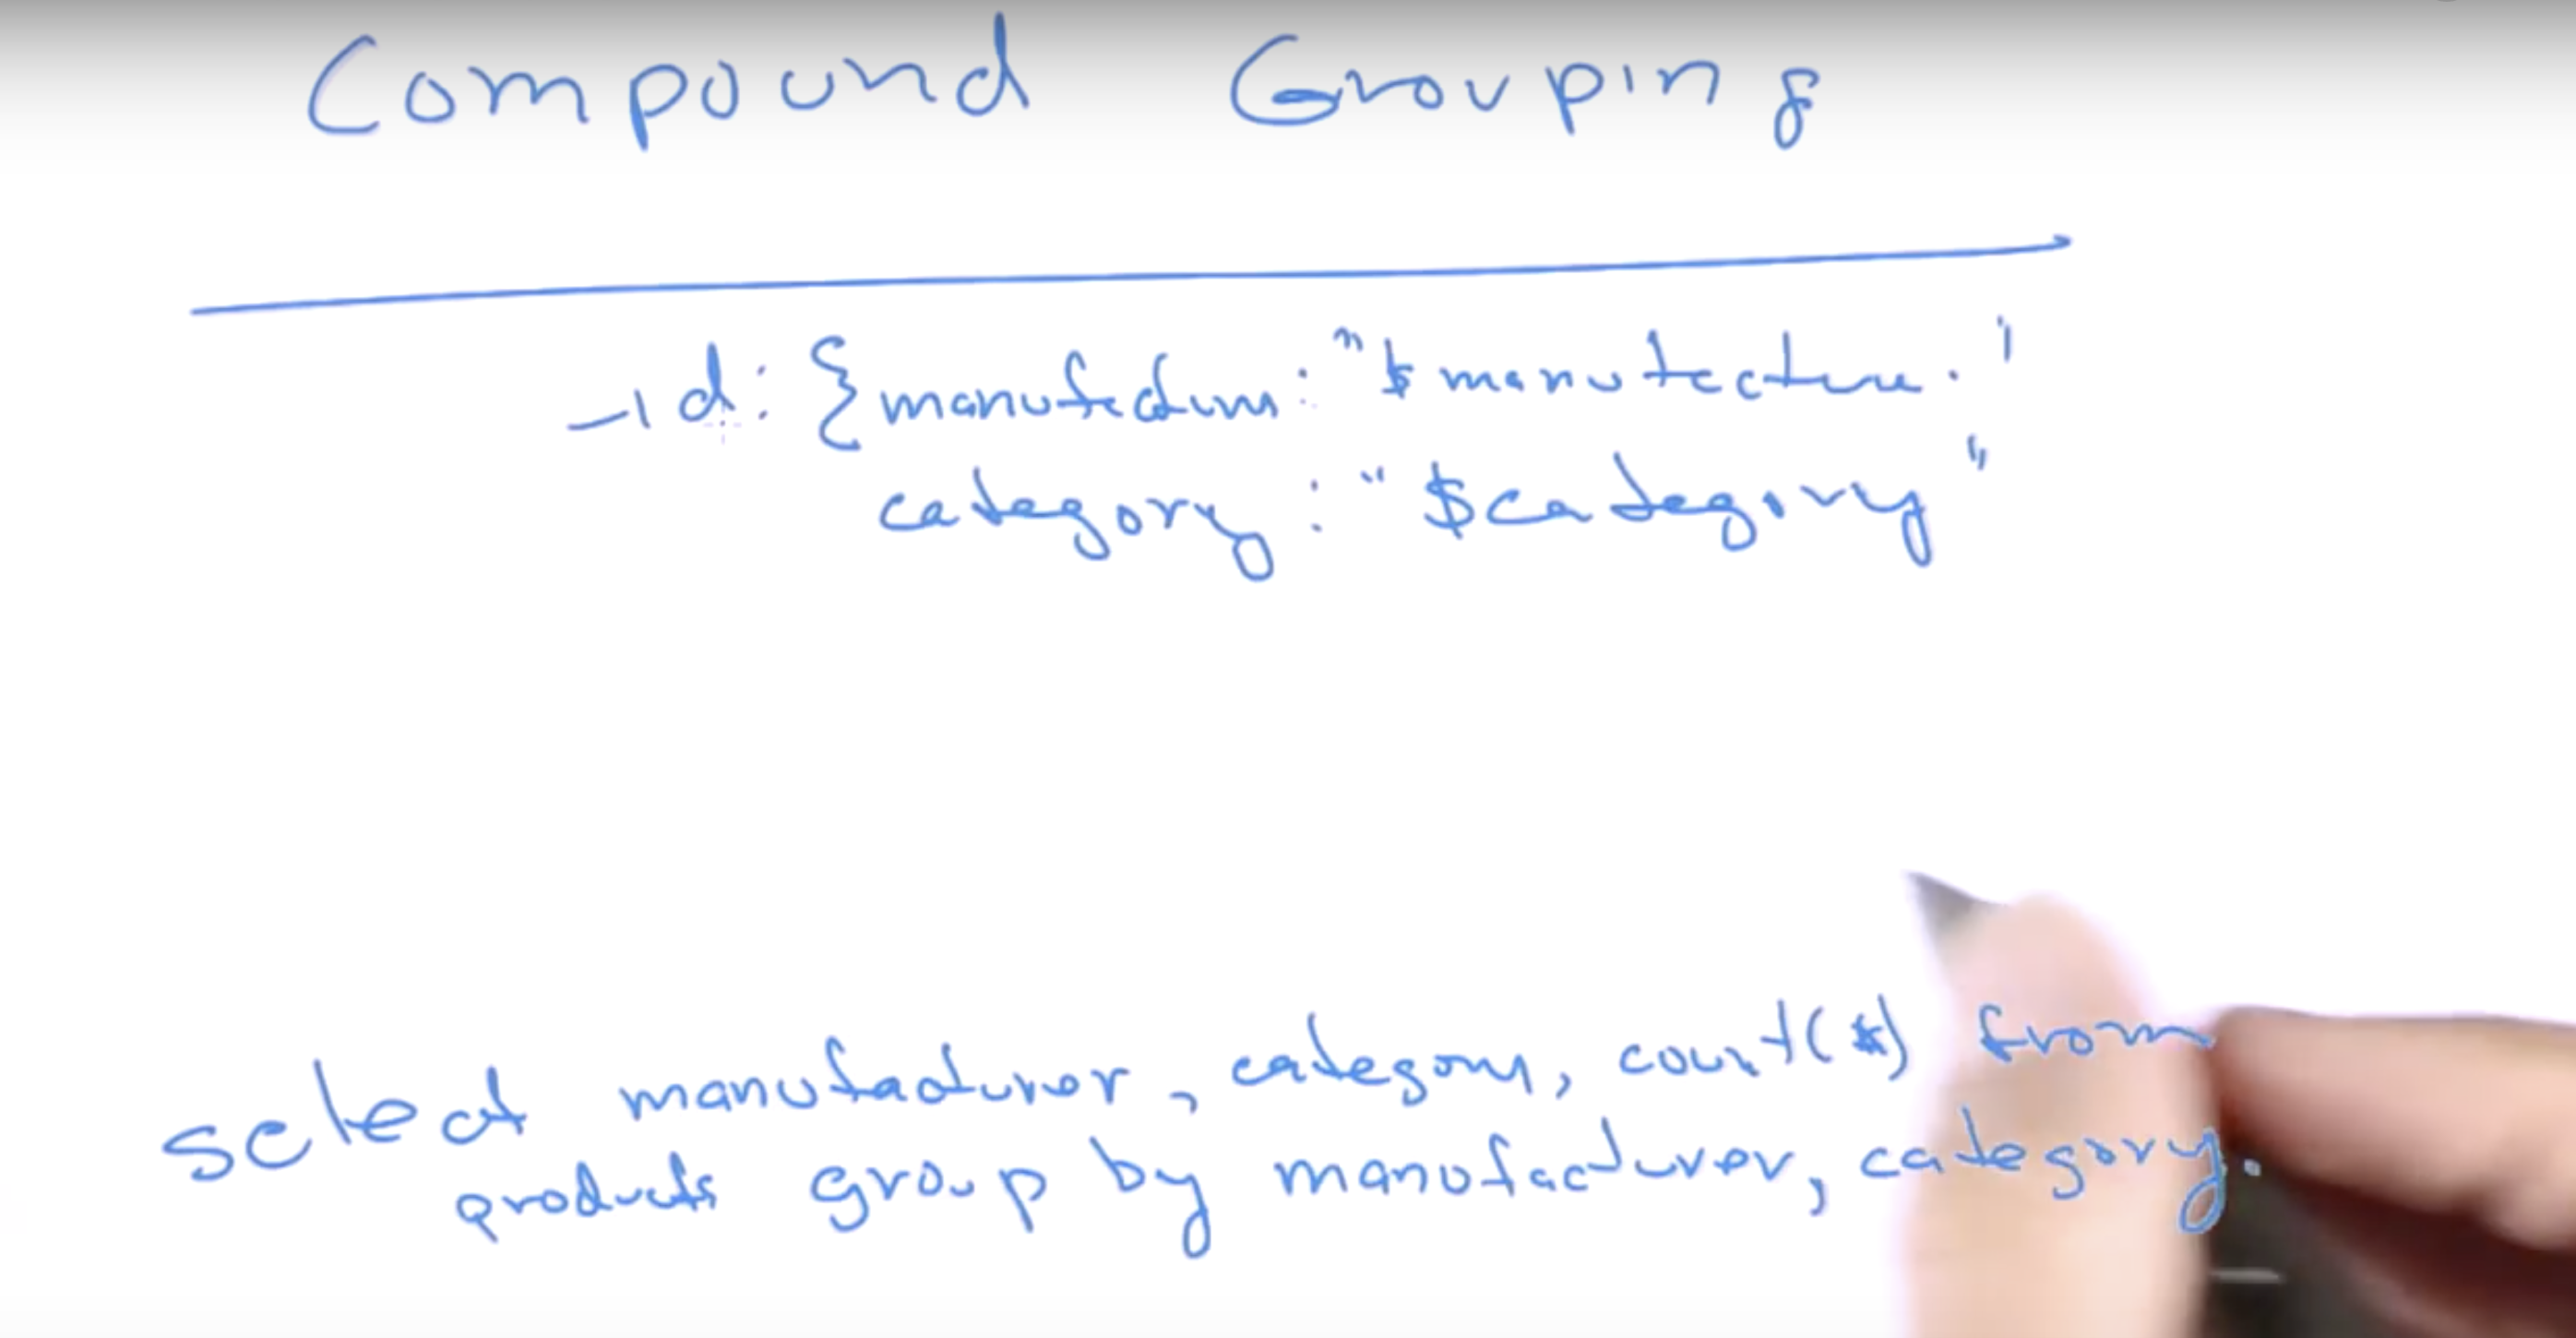 Compound Grouping
_id: {manufacturer: "$manufacturer"
category: "$category"
select manufacturer, category, count(*) from
products group by manufacturer, category.